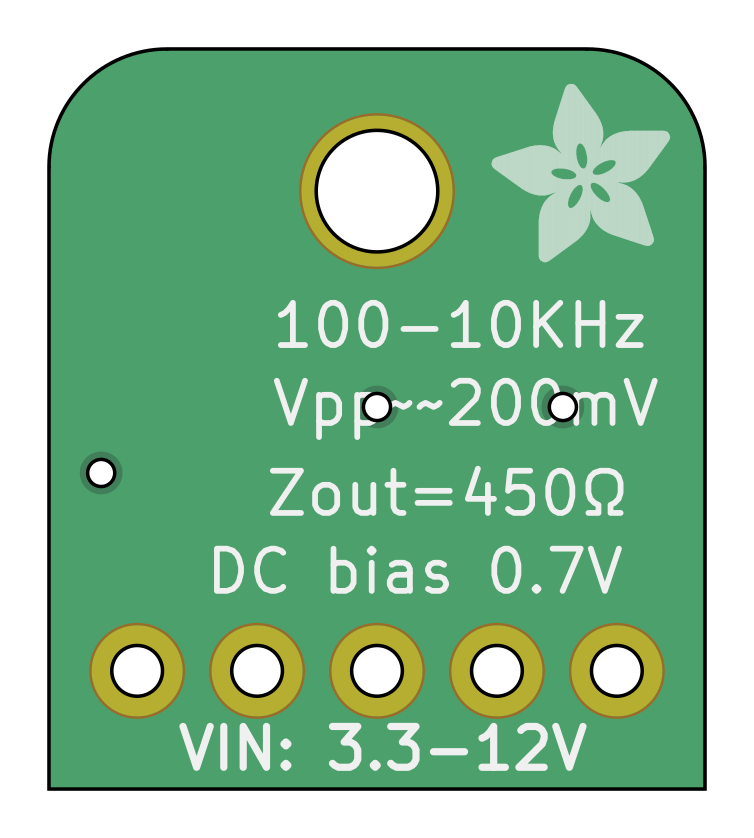 100-10KHz
Vpp~~200mV
Zout=450Ω
DC bias 0.7V
VIN: 3.3-12V